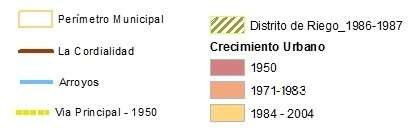 Perímetro Municipal
La Cordialidad
Arroyos
Via Principal - 1950
Distrito de Riego_1986-1987
Crecimiento Urbano
1950
1971-1983
1984 - 2004